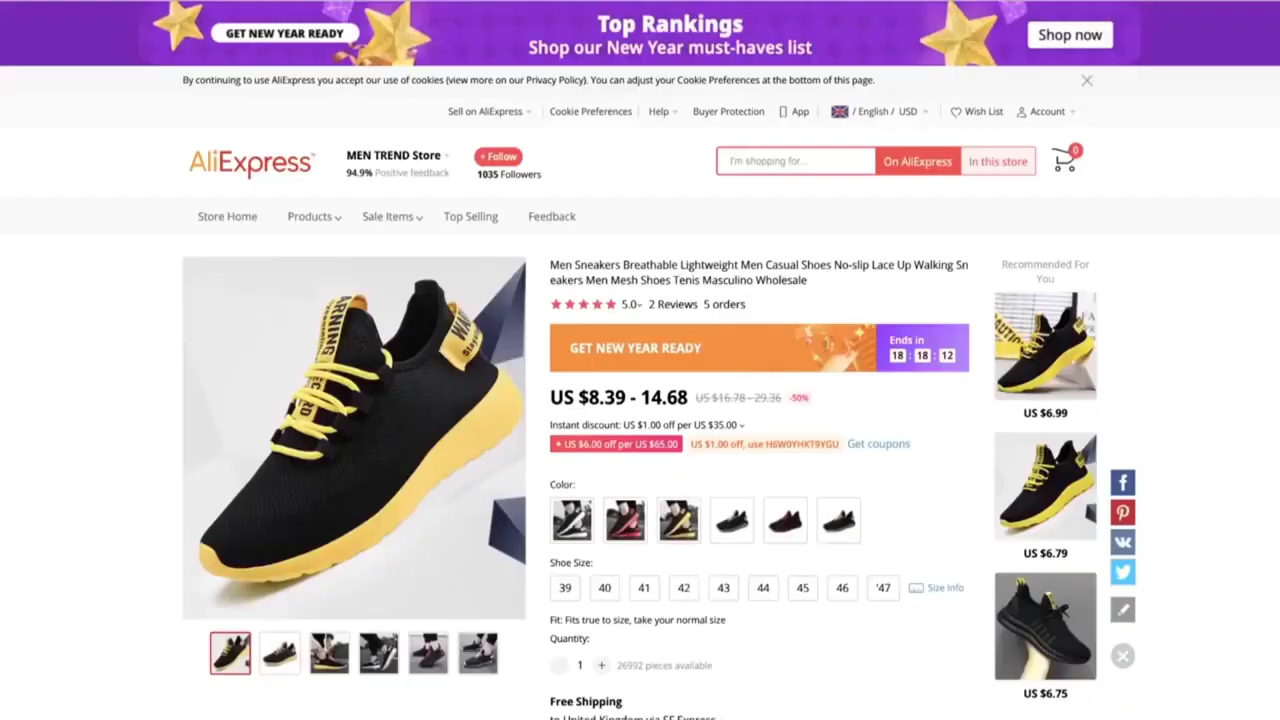 GET NEW YEAR READY
Top Rankings
Shop our New Year must-haves list
Shop now
By continuing to use AliExpress you accept our use of cookies (view more on our Privacy Policy). You can adjust your Cookie Preferences at the bottom of this page.
Sell on AliExpress
Cookie Preferences
Help
Buyer Protection
App
/ English / USD
Wish List
Account
AliExpress
MEN TREND Store
94.9% Positive feedback
+ Follow
1035 Followers
I'm shopping for...
On AliExpress
In this store
0
Store Home
Products
Sale Items
Top Selling
Feedback
Men Sneakers Breathable Lightweight Men Casual Shoes No-slip Lace Up Walking Sn
eakers Men Mesh Shoes Tenis Masculino Wholesale
5.0 2 Reviews 5 orders
GET NEW YEAR READY
Ends in
18 : 18 : 12
US $8.39 - 14.68 US $16.78 - 29.36 -50%
Instant discount: US $1.00 off per US $35.00
+ US $6.00 off per US $65.00 US $1.00 off, use H6W0YHKT9YGU Get coupons
Color:
Shoe Size:
39 40 41 42 43 44 45 46 '47 Size Info
Fit: Fits true to size, take your normal size
Quantity:
1 + 26992 pieces available
Free Shipping
to United Kingdom via EF Express
Recommended For
You
US $6.99
US $6.79
US $6.75